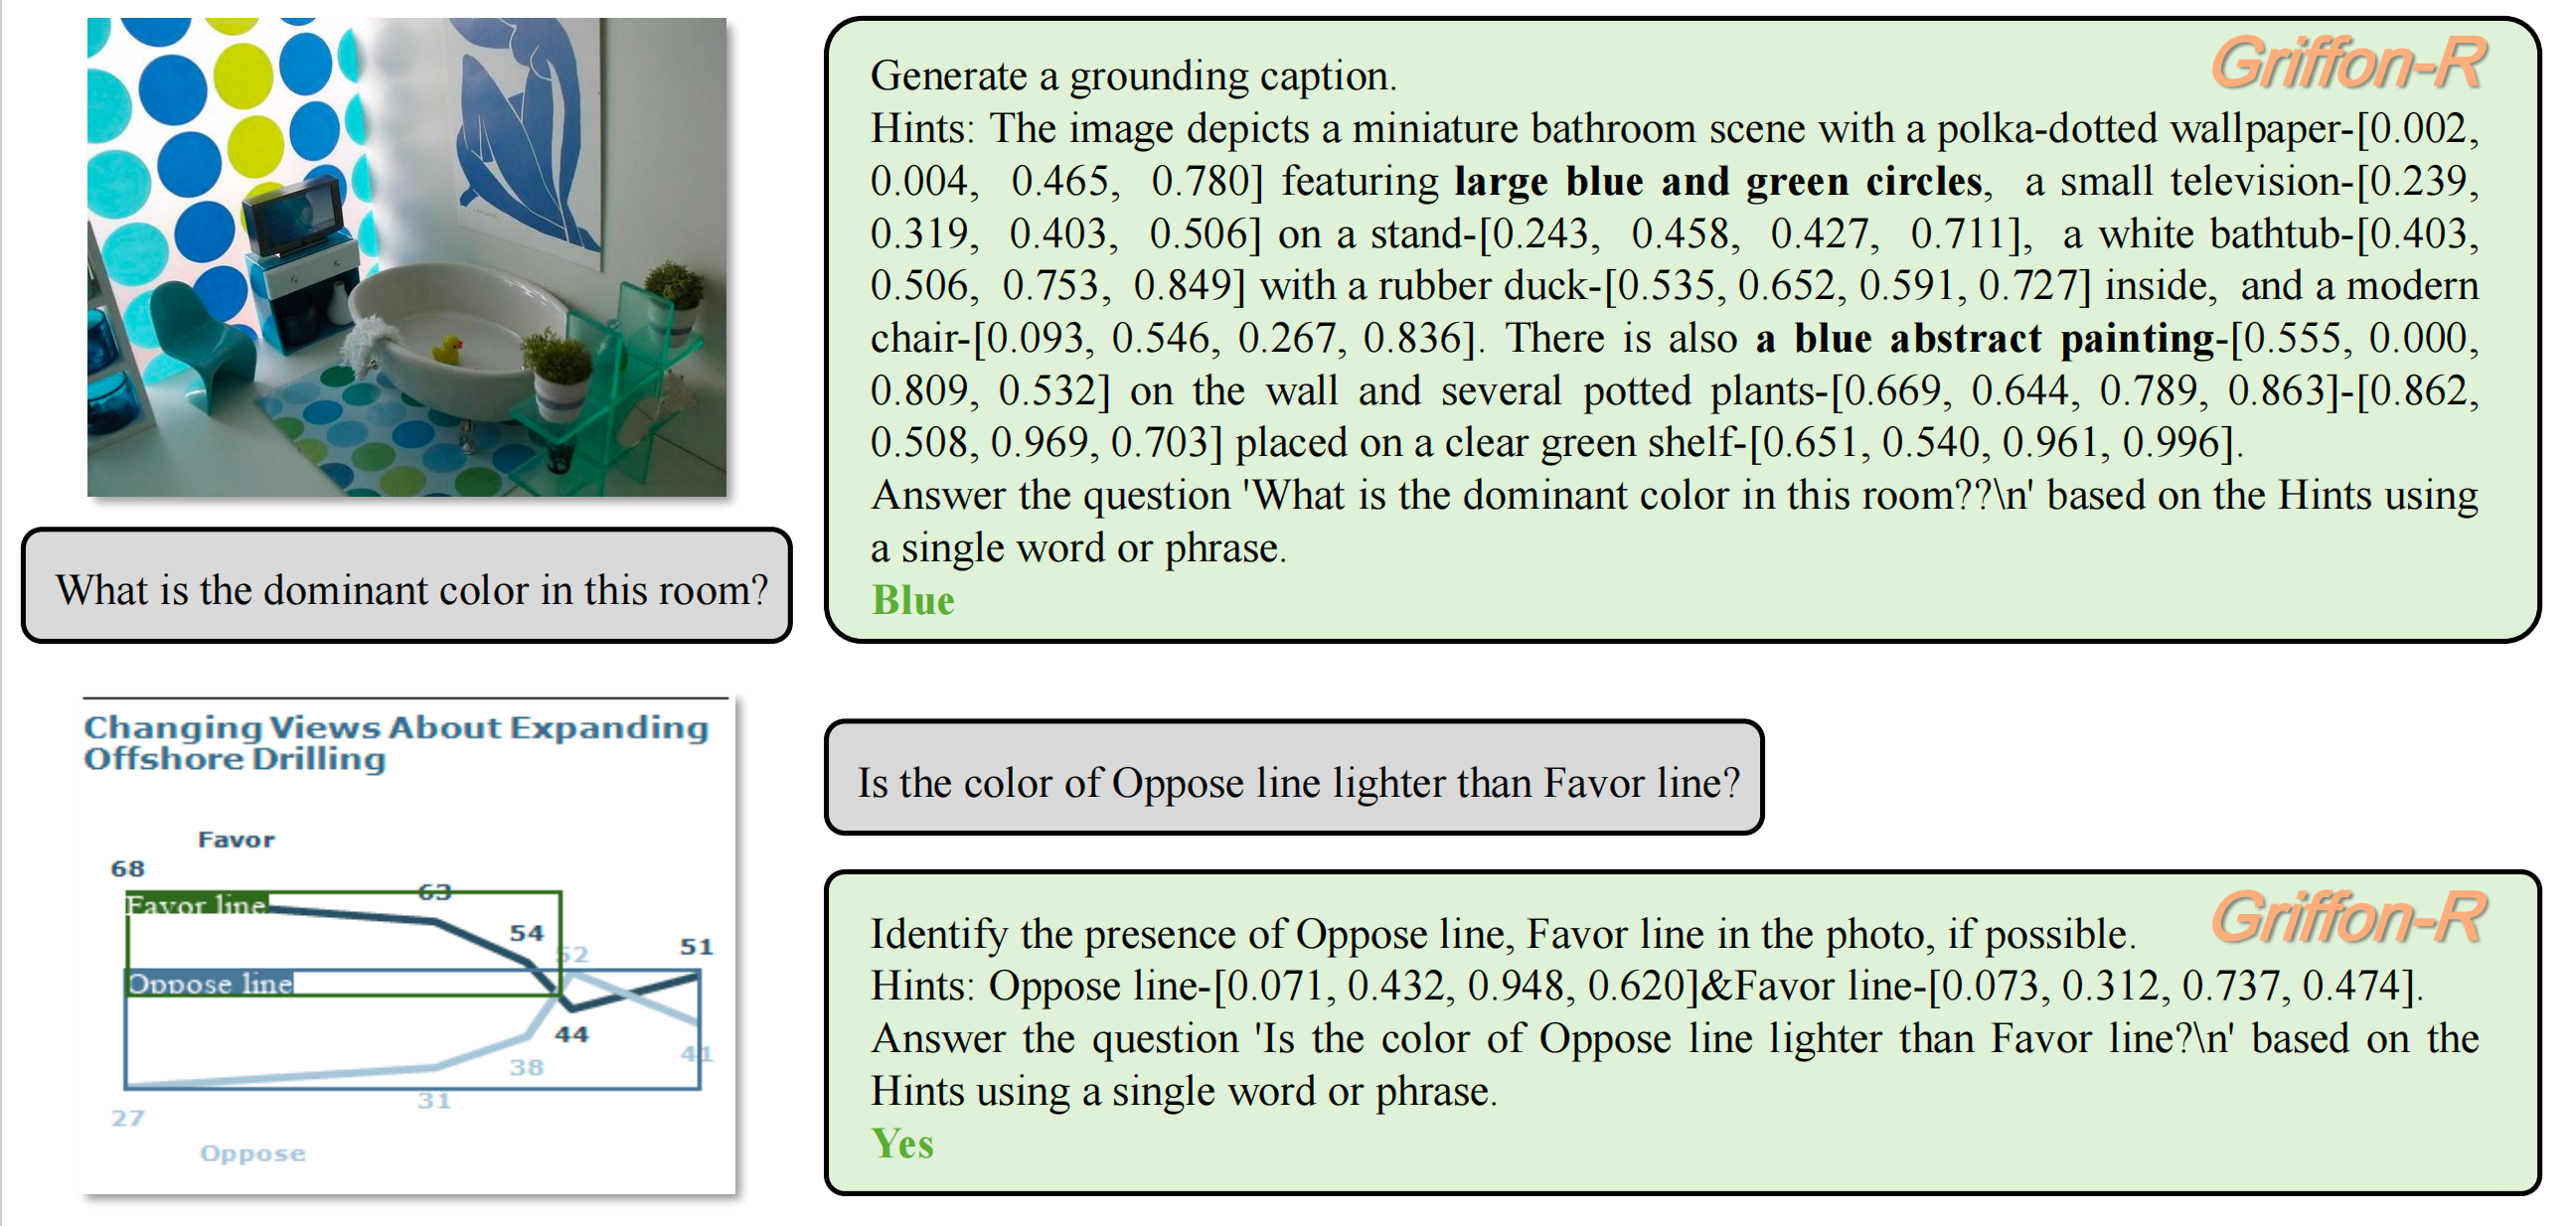 Griffon-R
Generate a grounding caption.
Hints: The image depicts a miniature bathroom scene with a polka-dotted wallpaper-[0.002,
0.004, 0.465, 0.780] featuring large blue and green circles, a small television-[0.239,
0.319, 0.403, 0.506] on a stand-[0.243, 0.458, 0.427, 0.711], a white bathtub-[0.403,
0.506, 0.753, 0.849] with a rubber duck-[0.535, 0.652, 0.591, 0.727] inside, and a modern
chair-[0.093, 0.546, 0.267, 0.836]. There is also a blue abstract painting-[0.555, 0.000,
0.809, 0.532] on the wall and several potted plants-[0.669, 0.644, 0.789, 0.863]-[0.862,
0.508, 0.969, 0.703] placed on a clear green shelf-[0.651, 0.540, 0.961, 0.996].
Answer the question 'What is the dominant color in this room??\n' based on the Hints using
a single word or phrase.
Blue
What is the dominant color in this room?
Changing Views About Expanding
Offshore Drilling
Favor
68
63
Favor line
54
52
51
Oppose line
44
38
41
31
27
Oppose
Is the color of Oppose line lighter than Favor line?
Griffon-R
Identify the presence of Oppose line, Favor line in the photo, if possible.
Hints: Oppose line-[0.071, 0.432, 0.948, 0.620]&Favor line-[0.073, 0.312, 0.737, 0.474].
Answer the question 'Is the color of Oppose line lighter than Favor line?\n' based on the
Hints using a single word or phrase.
Yes